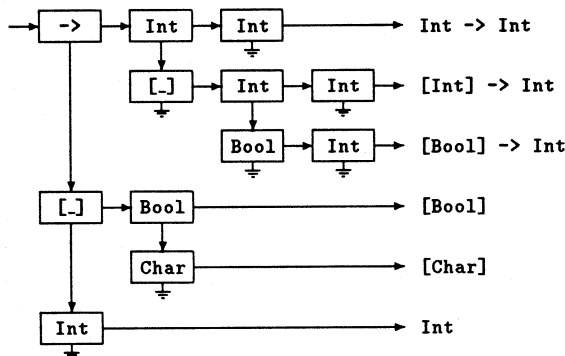 -> Int Int Int -> Int
[_] Int Int [Int] -> Int
Bool Int [Bool] -> Int
[_] Bool [Bool]
Char [Char]
Int Int